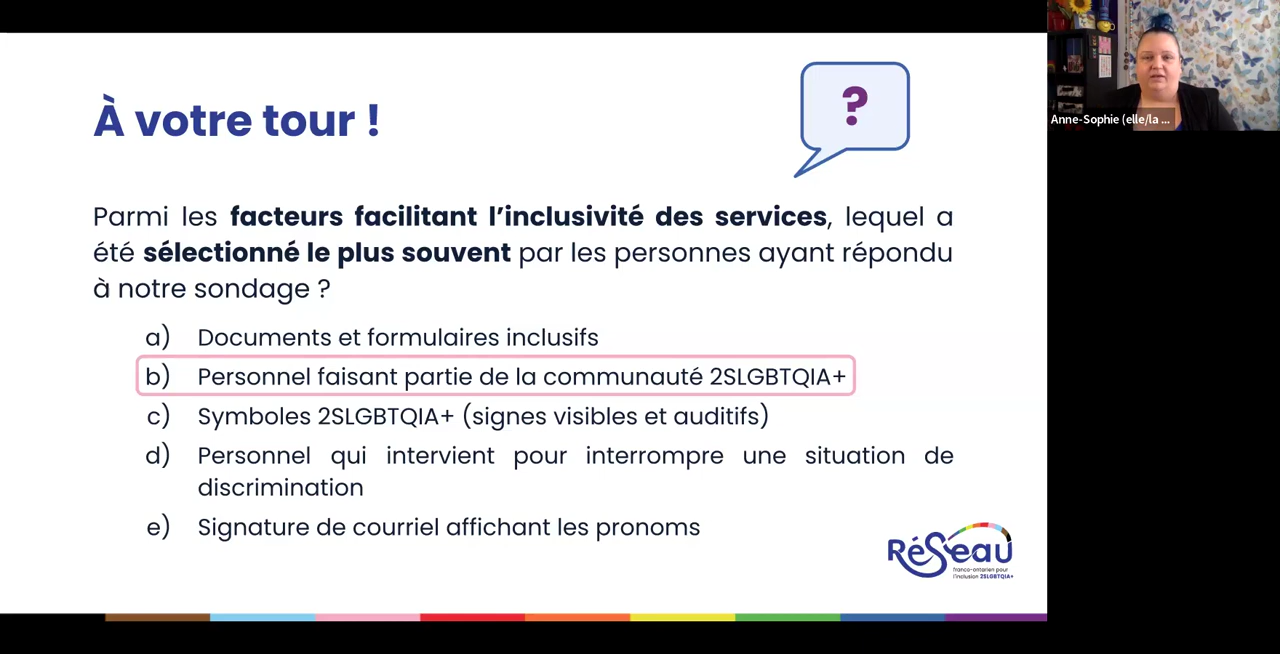 À votre tour !
?
Parmi les facteurs facilitant l'inclusivité des services, lequel a
été sélectionné le plus souvent par les personnes ayant répondu
à notre sondage ?
a) Documents et formulaires inclusifs
b) Personnel faisant partie de la communauté 2SLGBTQIA+
c) Symboles 2SLGBTQIA+ (signes visibles et auditifs)
d) Personnel qui intervient pour interrompre une situation de
discrimination
e) Signature de courriel affichant les pronoms
RéSeau
franco-ontarien pour
l'inclusion 2SLGBTQIA+
Anne-Sophie (elle/la ...